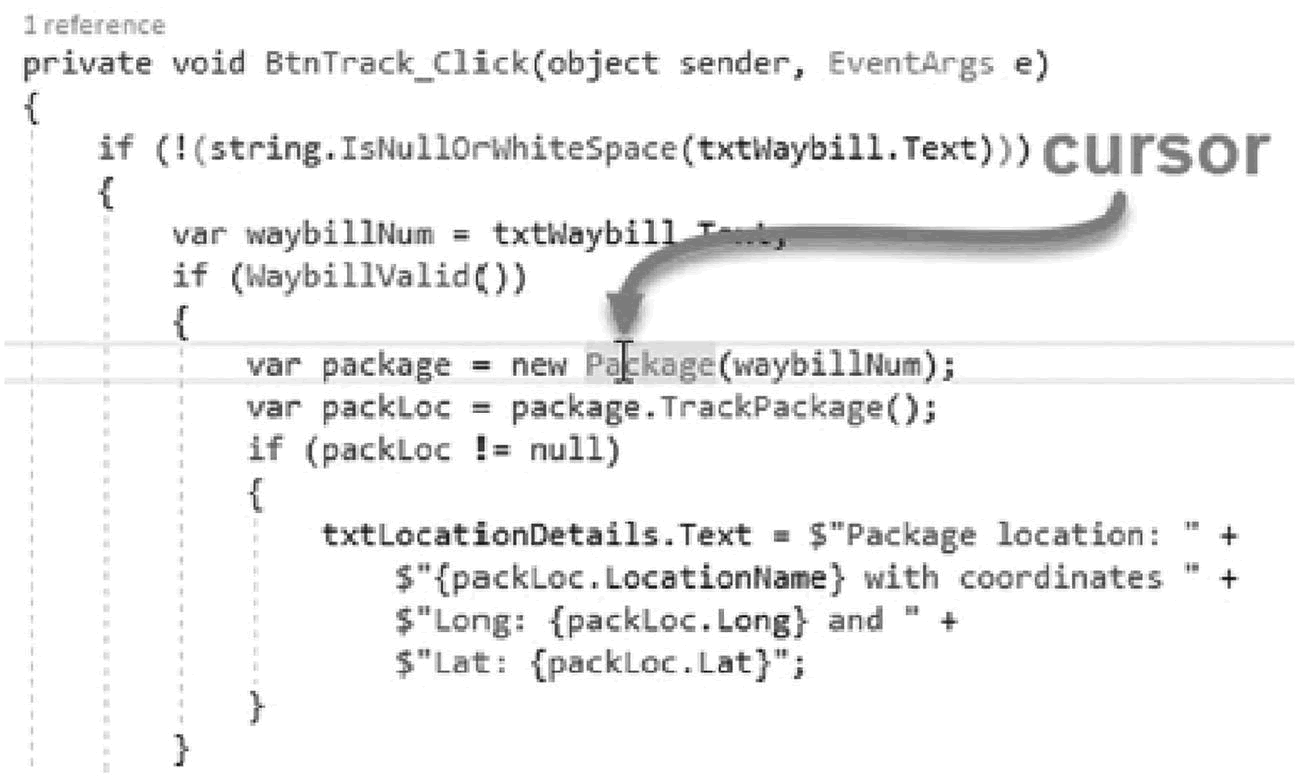 1 reference
private void BtnTrack_Click(object sender, EventArgs e)
{
if (!(string.IsNullOrWhiteSpace(txtWaybill.Text))) cursor
{
var waybillNum = txtWaybill.Text;
if (WaybillValid())
{
var package = new Package(waybillNum);
var packLoc = package.TrackPackage();
if (packLoc != null)
{
txtLocationDetails.Text = $"Package location: " +
$"{packLoc.LocationName} with coordinates " +
$"Long: {packLoc.Long} and " +
$"Lat: {packLoc.Lat}";
}
}